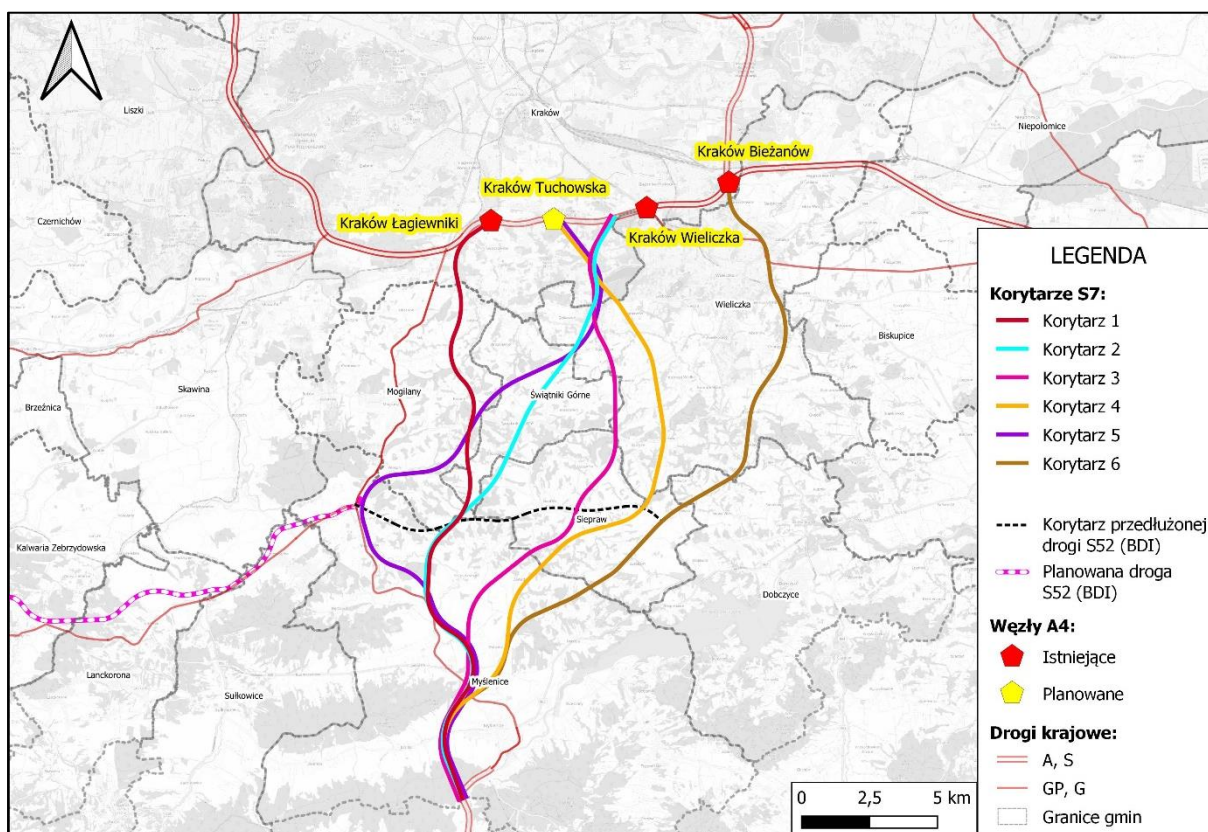 Liszki
Kraków
Niepołomice
Kraków Bieżanów
Kraków Tuchowska
Czernichów
Kraków Łagiewniki
Kraków Wieliczka
Wieliczka
Biskupice
Skawina
Mogilany
Świątniki Górne
Brzeźnica
Siepraw
Kalwaria Zebrzydowska
Dobczyce
Lanckorona
Sułkowice
Myślenice
LEGENDA
Korytarze S7:
Korytarz 1
Korytarz 2
Korytarz 3
Korytarz 4
Korytarz 5
Korytarz 6
Korytarz przedłużonej
drogi S52 (BDI)
Planowana droga
S52 (BDI)
Węzły A4:
Istniejące
Planowane
Drogi krajowe:
A, S
GP, G
Granice gmin
0 2,5 5 km